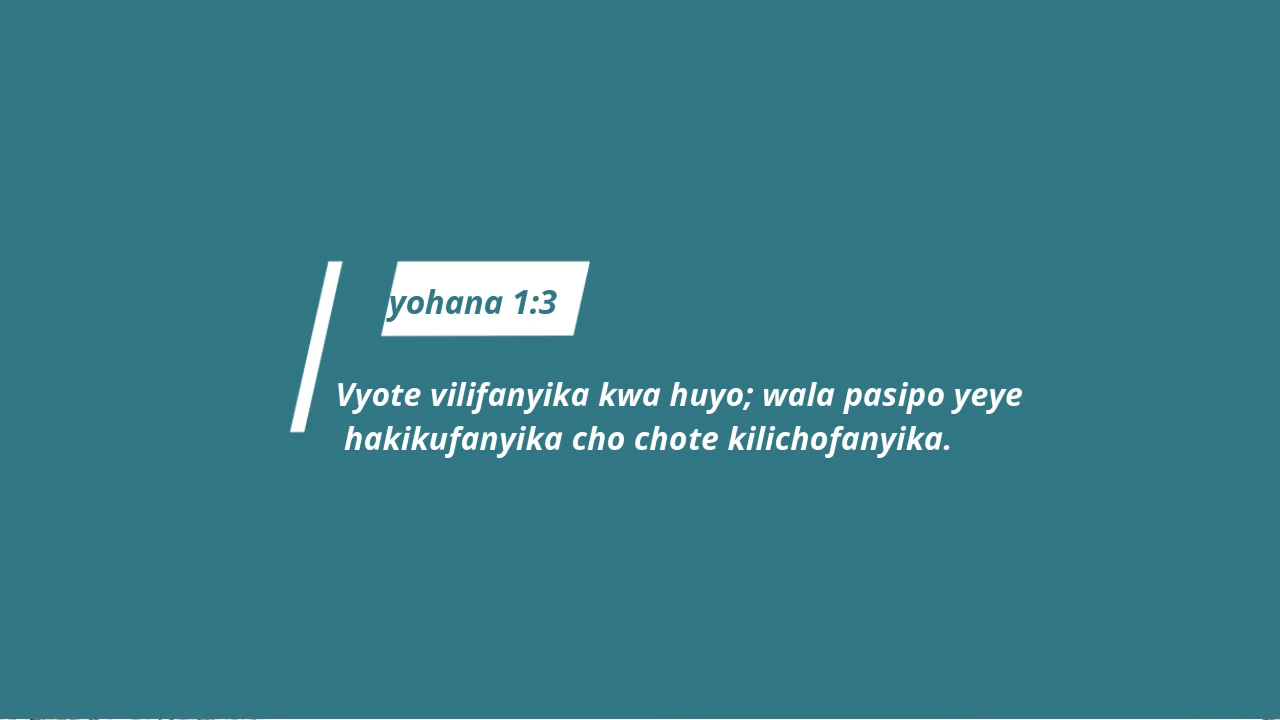 yohana 1:3
Vyote vilifanyika kwa huyo; wala pasipo yeye
hakikufanyika cho chote kilichofanyika.